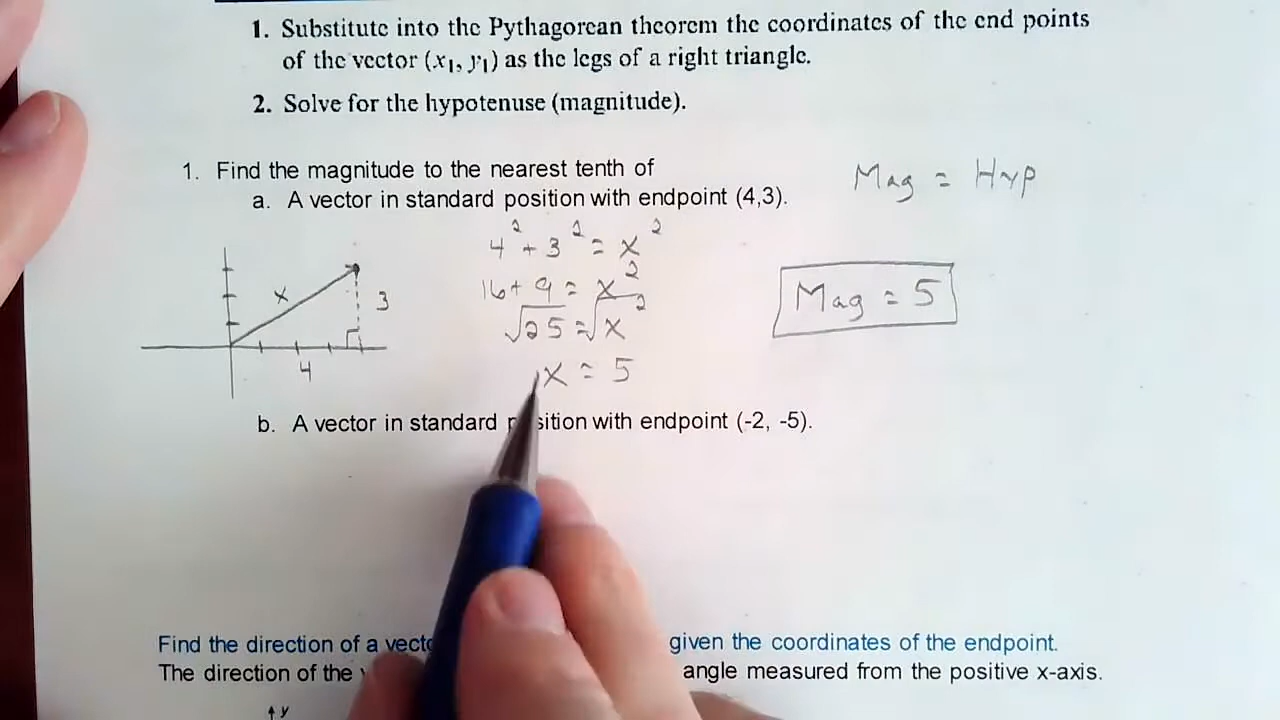 1. Substitute into the Pythagorean theorem the coordinates of the end points
of the vector (x₁, y₁) as the legs of a right triangle.
2. Solve for the hypotenuse (magnitude).
1. Find the magnitude to the nearest tenth of
a. A vector in standard position with endpoint (4,3).
Mag = Hyp
4² + 3² = x²
16 + 9 = x²
√25 = √x²
x = 5
x
3
4
Mag = 5
b. A vector in standard position with endpoint (-2, -5).
Find the direction of a given the coordinates of the endpoint.
The direction of the angle measured from the positive x-axis.
y